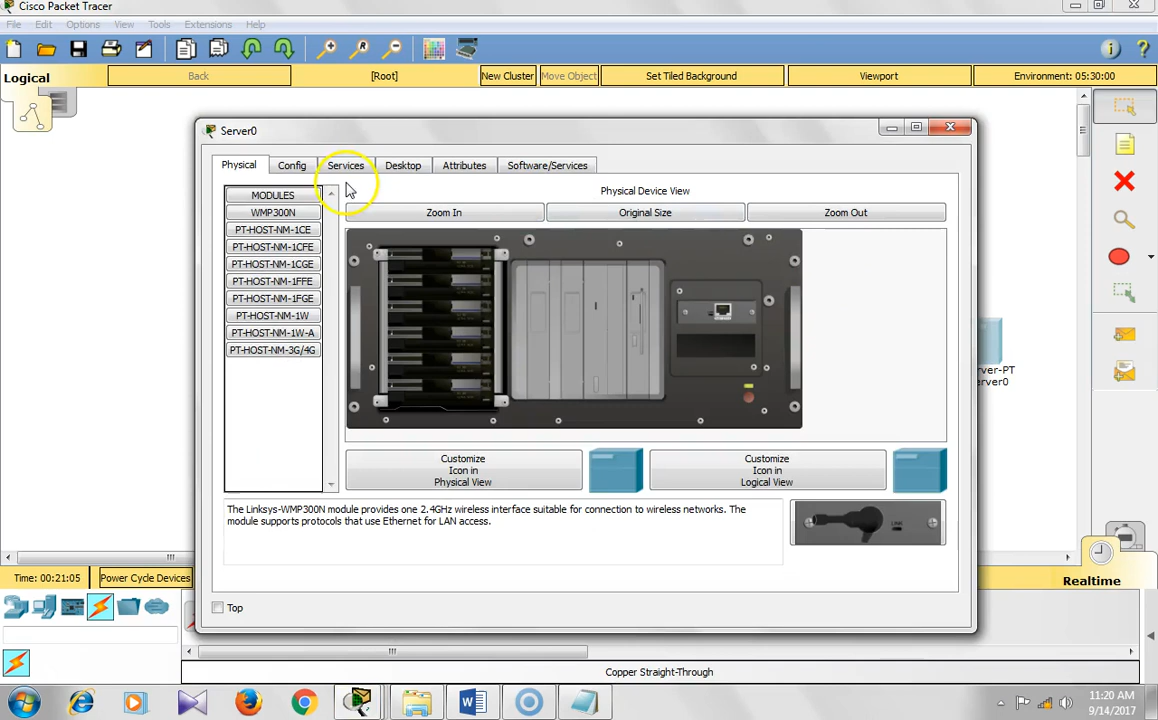 Cisco Packet Tracer
File Edit View Options Tools Extensions Help
Logical
Back
[Root]
New Cluster
Move Object
Set Tiled Background
Viewport
Environment: 05:30:00
Server0
Physical Config Services Desktop Attributes Software/Services
MODULES
WMP300N
PT-HOST-NM-1CE
PT-HOST-NM-1CFE
PT-HOST-NM-1CGE
PT-HOST-NM-1FFE
PT-HOST-NM-1FGE
PT-HOST-NM-1W
PT-HOST-NM-1W-A
PT-HOST-NM-3G/4G
Physical Device View
Zoom In
Original Size
Zoom Out
erver-PT
erver0
Customize
Icon in
Physical View
Customize
Icon in
Logical View
The Linksys-WMP300N module provides one 2.4GHz wireless interface suitable for connection to wireless networks. The
module supports protocols that use Ethernet for LAN access.
LINK
Time: 00:21:05
Power Cycle Devices
Realtime
Top
Copper Straight-Through
11:20 AM
9/14/2017